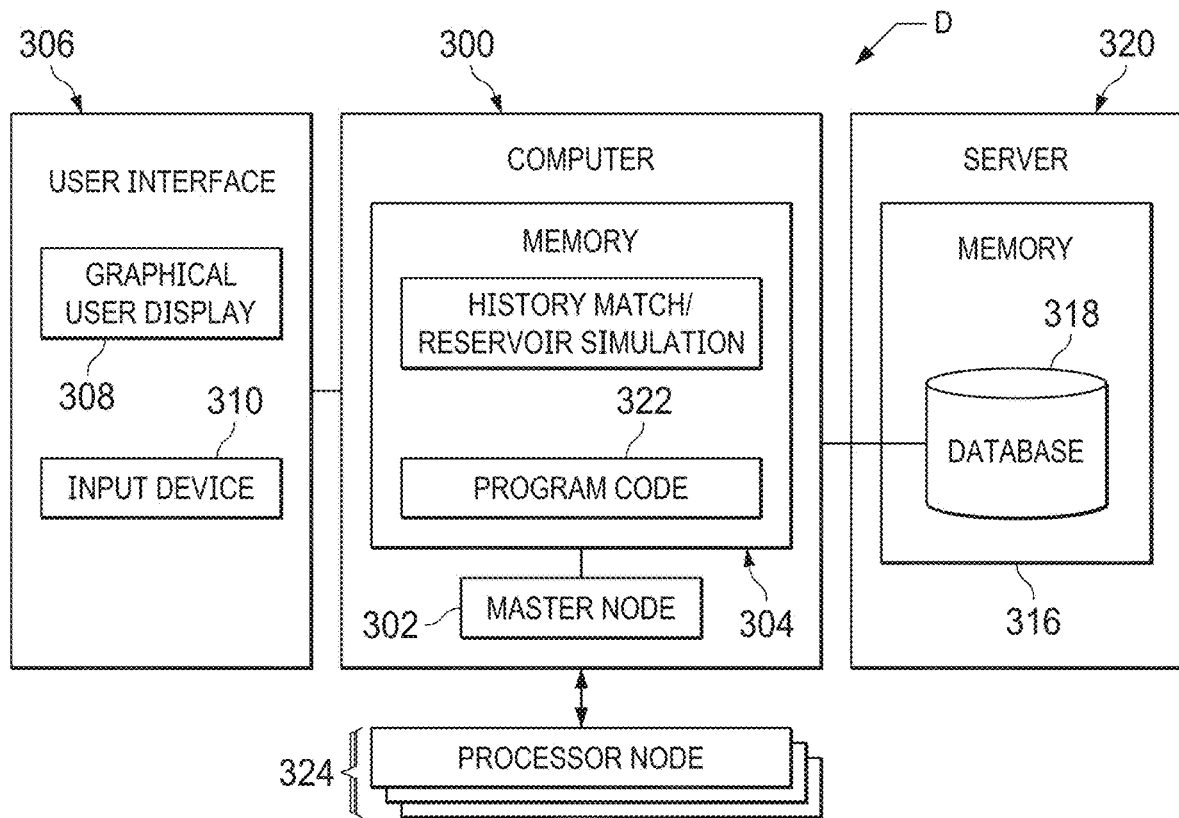 D
306
300
320
USER INTERFACE
COMPUTER
SERVER
GRAPHICAL
USER DISPLAY
308
310
INPUT DEVICE
MEMORY
HISTORY MATCH/
RESERVOIR SIMULATION
322
PROGRAM CODE
302
MASTER NODE
304
MEMORY
318
DATABASE
316
324
PROCESSOR NODE